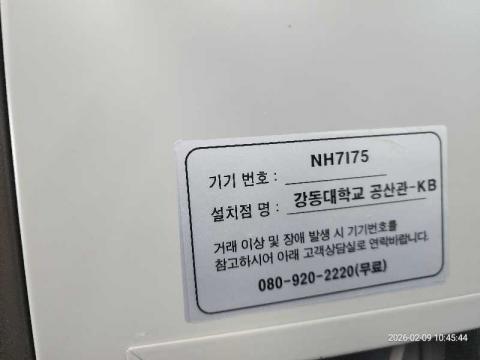 기기 번호 : NH7175
설치점 명 : 강동대학교 공산관-KB
거래 이상 및 장애 발생 시 기기번호를
참고하시어 아래 고객상담실로 연락바랍니다.
080-920-2220(무료)
2026-02-09 10:45:44